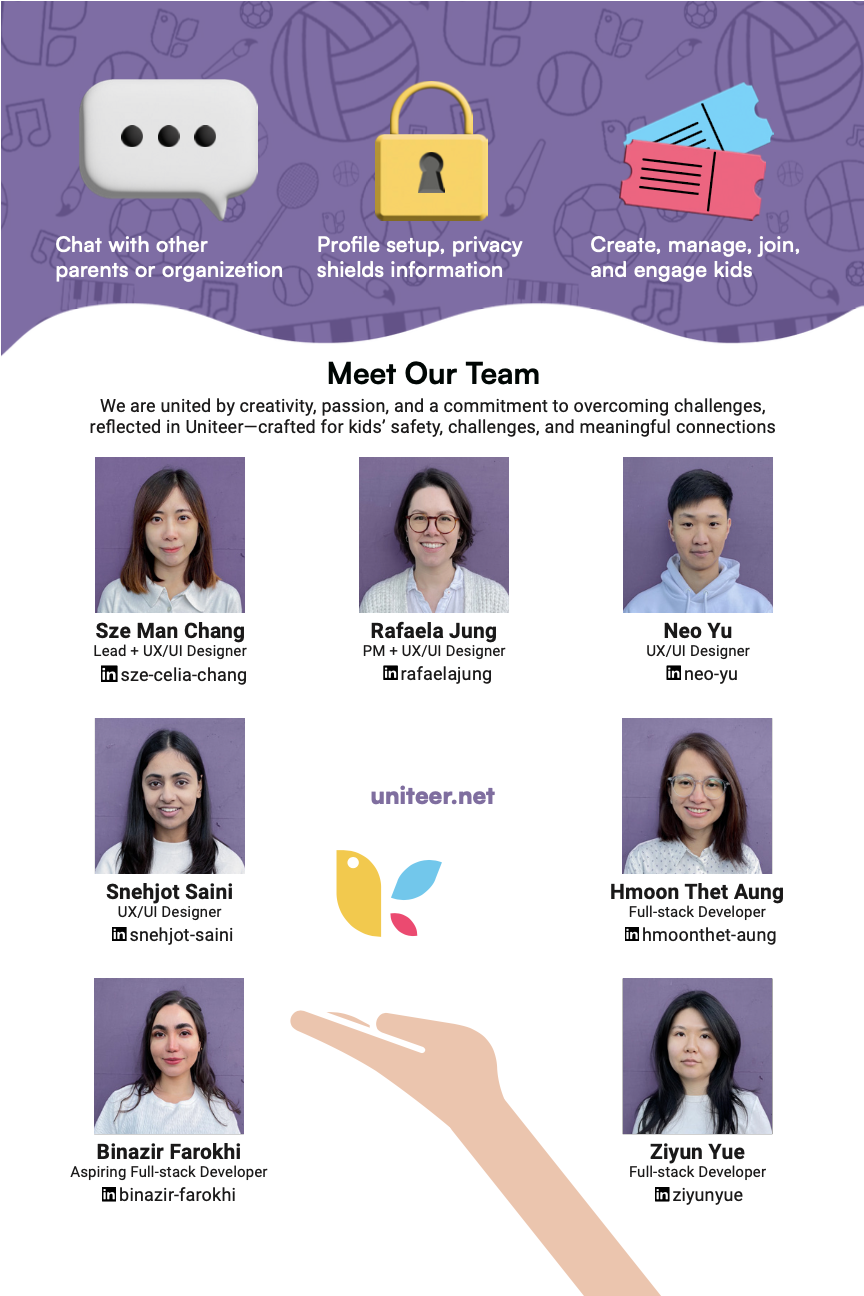 Chat with other
parents or organizetion
Profile setup, privacy
shields information
Create, manage, join,
and engage kids
Meet Our Team
We are united by creativity, passion, and a commitment to overcoming challenges,
reflected in Uniteer—crafted for kids’ safety, challenges, and meaningful connections
Sze Man Chang
Lead + UX/UI Designer
in sze-celia-chang
Rafaela Jung
PM + UX/UI Designer
in rafaelajung
Neo Yu
UX/UI Designer
in neo-yu
Snehjot Saini
UX/UI Designer
in snehjot-saini
uniteer.net
Hmoon Thet Aung
Full-stack Developer
in hmoonthet-aung
Binazir Farokhi
Aspiring Full-stack Developer
in binazir-farokhi
Ziyun Yue
Full-stack Developer
in ziyunyue